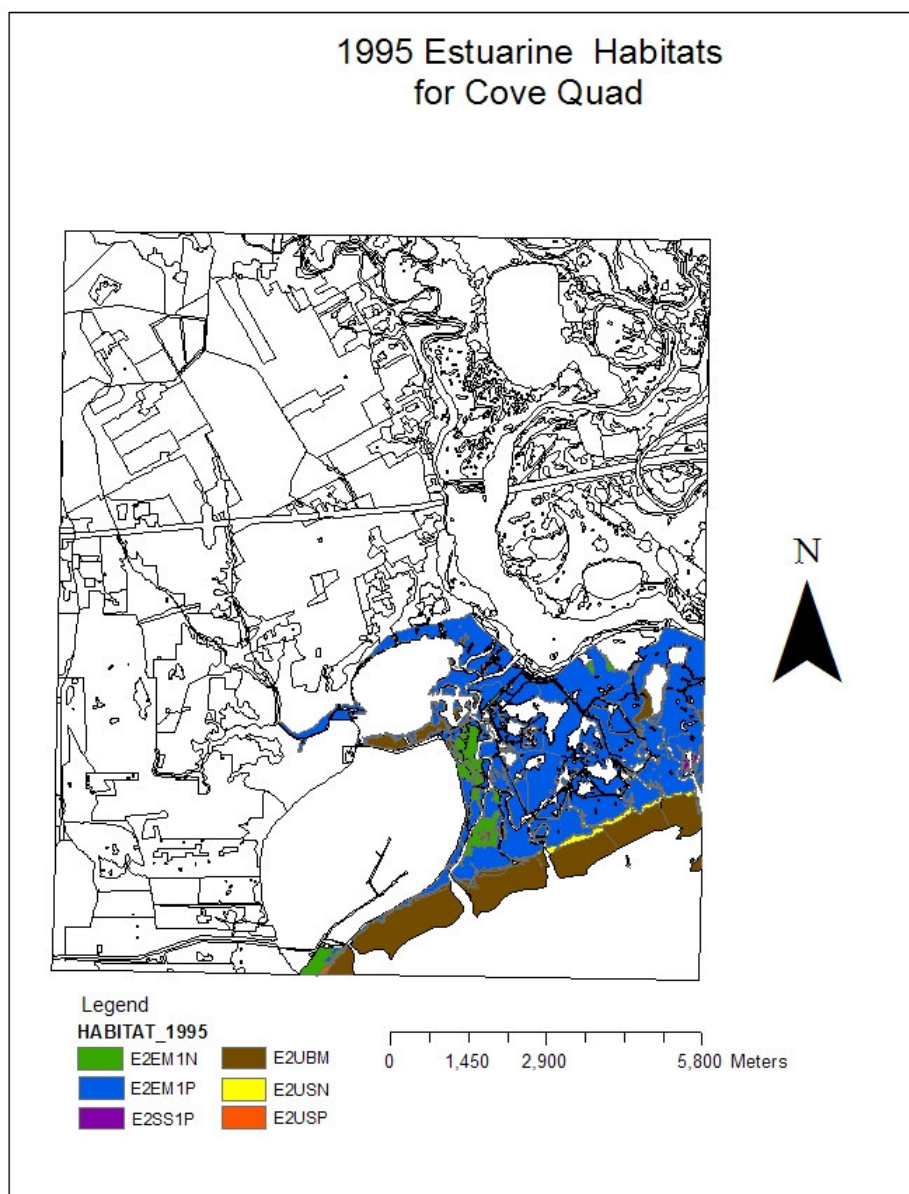 1995 Estuarine Habitats
for Cove Quad
N
Legend
HABITAT_1995
E2EM1N
E2UBM
E2EM1P
E2USN
E2SS1P
E2USP
0 1,450 2,900 5,800 Meters